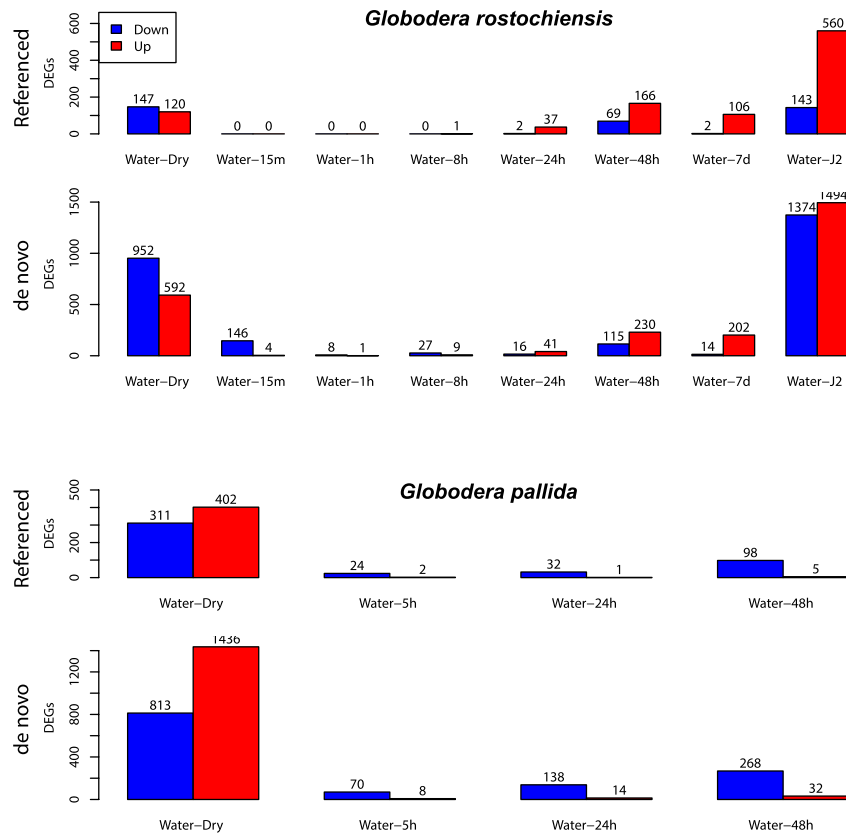 Globodera rostochiensis
Down
Up
Referenced
DEGs
0 200 400 600
147 120 0 0 0 0 0 1 2 37 69 166 2 106 143 560
Water−Dry Water−15m Water−1h Water−8h Water−24h Water−48h Water−7d Water−J2
de novo
DEGs
0 500 1000 1500
952 592 146 4 8 1 27 9 16 41 115 230 14 202 1374 1494
Water−Dry Water−15m Water−1h Water−8h Water−24h Water−48h Water−7d Water−J2
Globodera pallida
Referenced
DEGs
0 200 500
311 402 24 2 32 1 98 5
Water−Dry Water−5h Water−24h Water−48h
de novo
DEGs
0 400 800 1200
813 1436 70 8 138 14 268 32
Water−Dry Water−5h Water−24h Water−48h